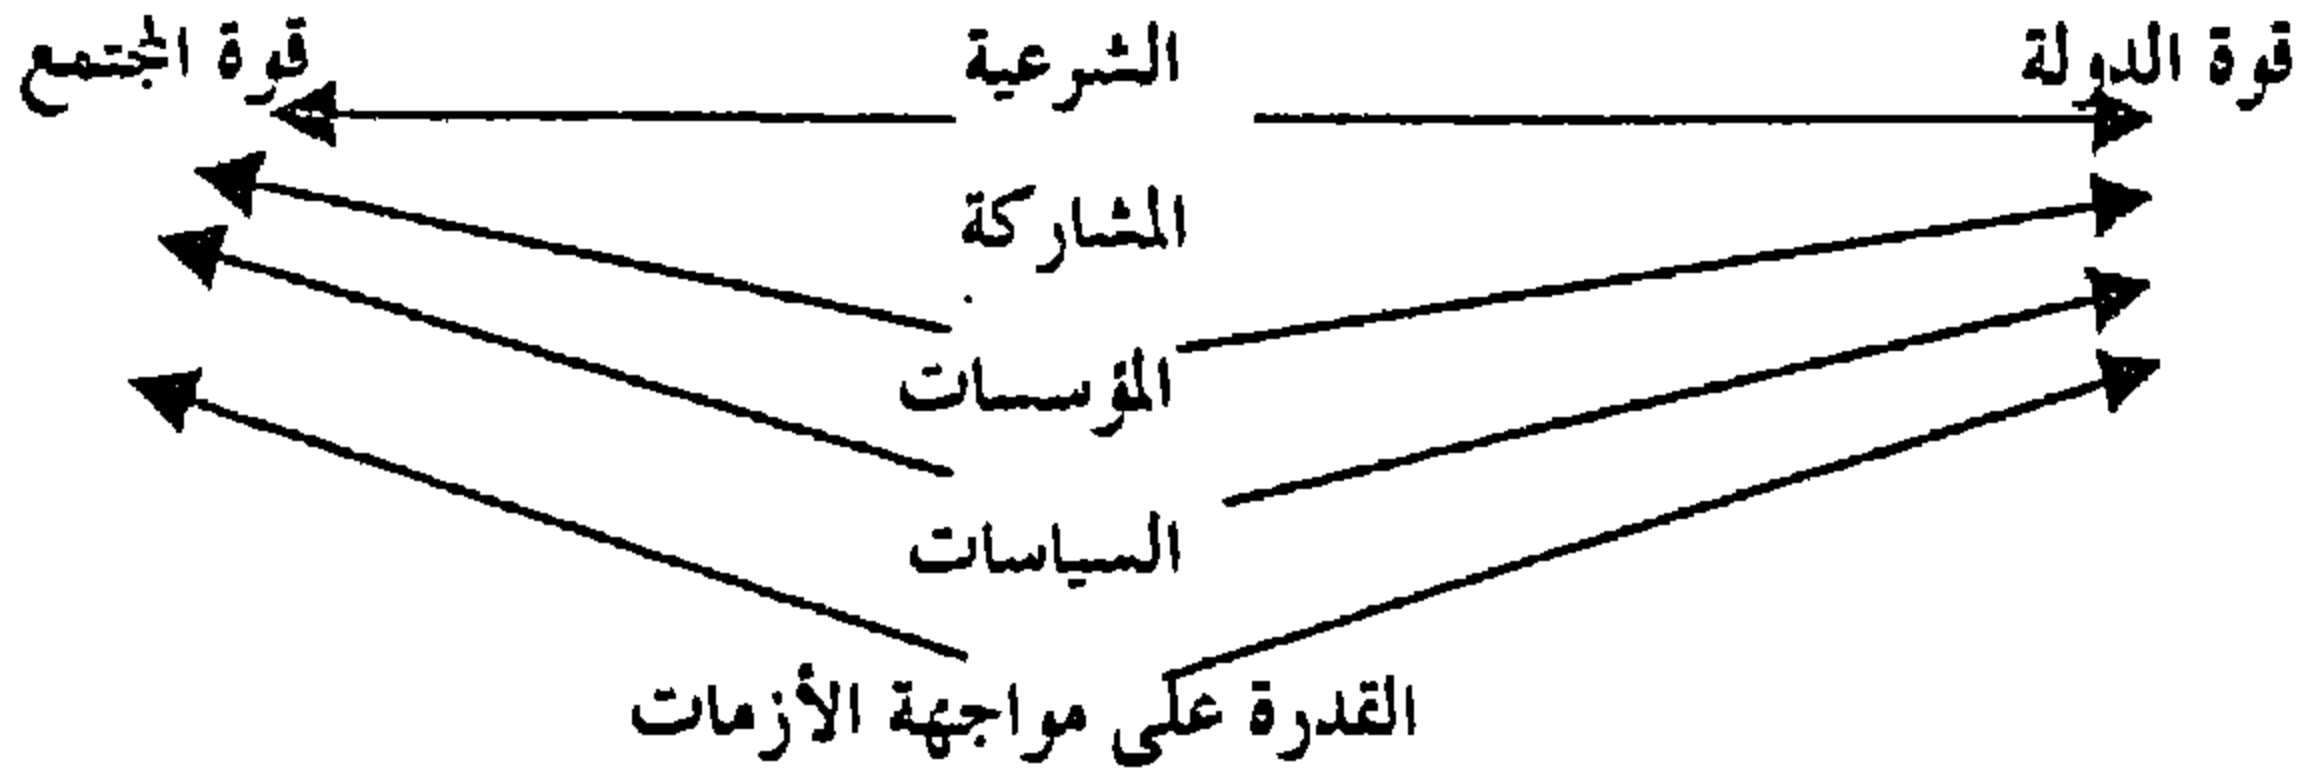 قوة الدولة الشرعية قوة المجتمع
المشاركة
المؤسسات
السياسات
القدرة على مواجهة الأزمات